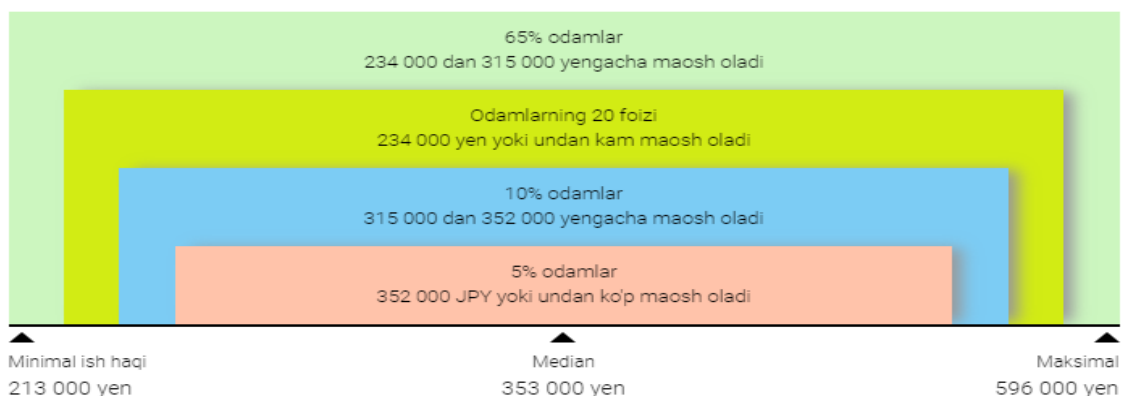 65% odamlar
234 000 dan 315 000 yengacha maosh oladi
Odamlarning 20 foizi
234 000 yen yoki undan kam maosh oladi
10% odamlar
315 000 dan 352 000 yengacha maosh oladi
5% odamlar
352 000 JPY yoki undan ko'p maosh oladi
Minimal ish haqi
213 000 yen
Median
353 000 yen
Maksimal
596 000 yen